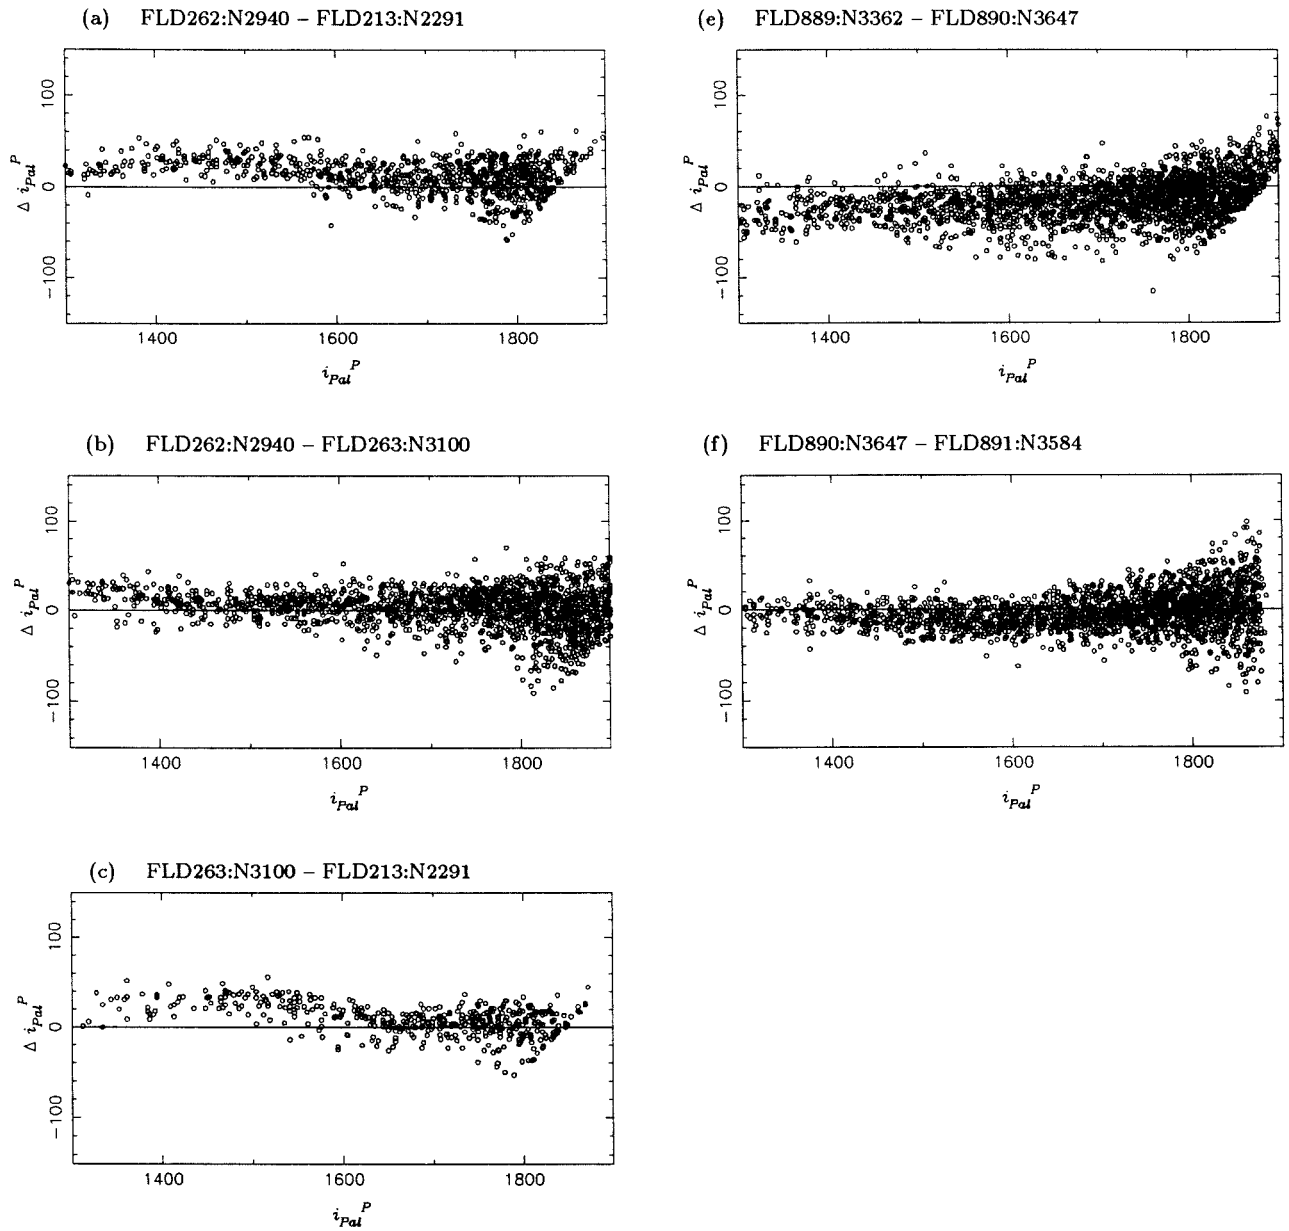 (a) FLD262:N2940 – FLD213:N2291
100
0
−100
Δ i_Pal^P
1400 1600 1800
i_Pal^P
(b) FLD262:N2940 – FLD263:N3100
100
0
−100
Δ i_Pal^P
1400 1600 1800
i_Pal^P
(c) FLD263:N3100 – FLD213:N2291
100
0
−100
Δ i_Pal^P
1400 1600 1800
i_Pal^P
(e) FLD889:N3362 – FLD890:N3647
100
0
−100
Δ i_Pal^P
1400 1600 1800
i_Pal^P
(f) FLD890:N3647 – FLD891:N3584
100
0
−100
Δ i_Pal^P
1400 1600 1800
i_Pal^P